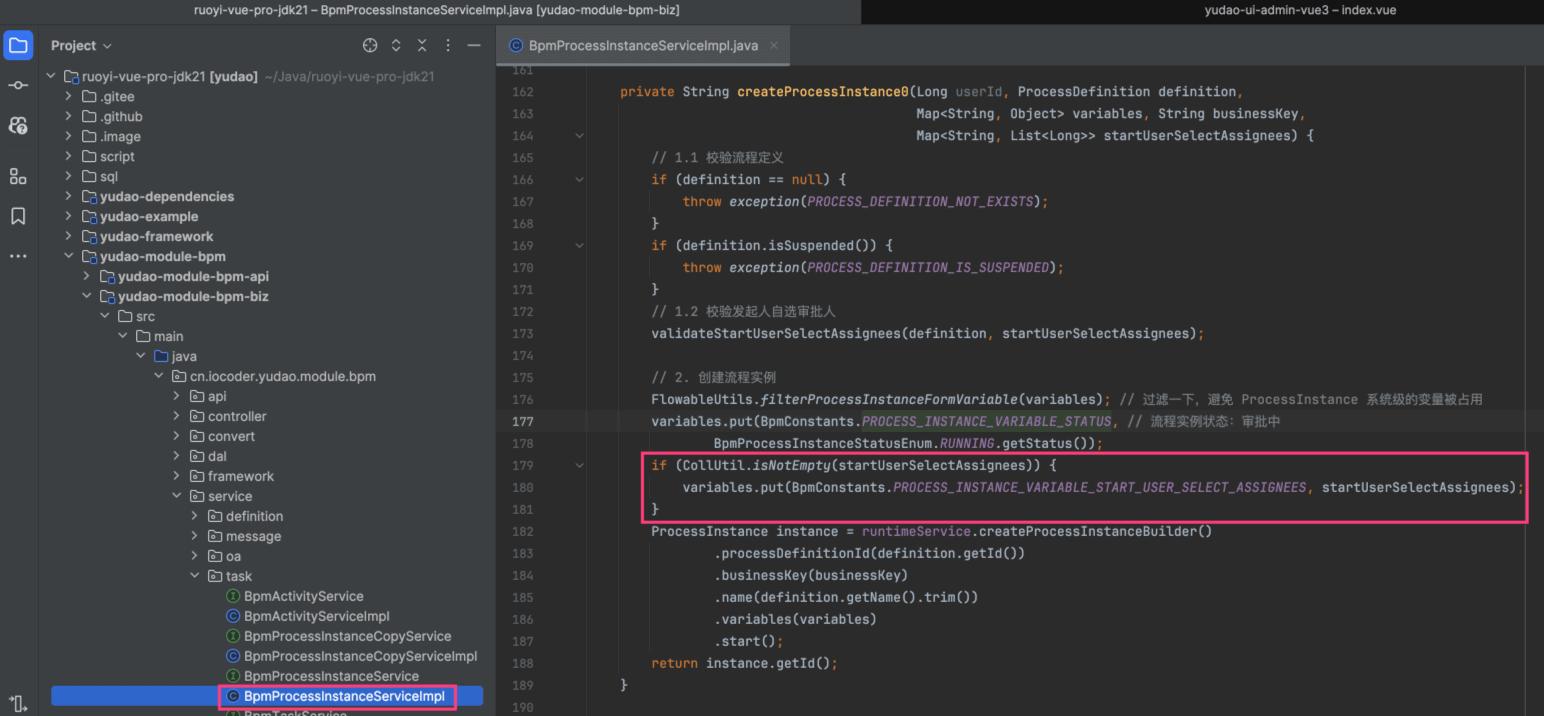 ruoyi-vue-pro-jdk21 – BpmProcessInstanceServiceImpl.java [yudao-module-bpm-biz]
yudao-ui-admin-vue3 – index.vue
Project
BpmProcessInstanceServiceImpl.java
ruoyi-vue-pro-jdk21 [yudao] ~/Java/ruoyi-vue-pro-jdk21
.gitee
.github
.image
script
sql
yudao-dependencies
yudao-example
yudao-framework
yudao-module-bpm
yudao-module-bpm-api
yudao-module-bpm-biz
src
main
java
cn.iocoder.yudao.module.bpm
api
controller
convert
dal
framework
service
definition
message
oa
task
BpmActivityService
BpmActivityServiceImpl
BpmProcessInstanceCopyService
BpmProcessInstanceCopyServiceImpl
BpmProcessInstanceService
BpmProcessInstanceServiceImpl
BpmTaskService
161
162 private String createProcessInstance0(Long userId, ProcessDefinition definition,
163 Map<String, Object> variables, String businessKey,
164 Map<String, List<Long>> startUserSelectAssignees) {
165 // 1.1 校验流程定义
166 if (definition == null) {
167 throw exception(PROCESS_DEFINITION_NOT_EXISTS);
168 }
169 if (definition.isSuspended()) {
170 throw exception(PROCESS_DEFINITION_IS_SUSPENDED);
171 }
172 // 1.2 校验发起人自选审批人
173 validateStartUserSelectAssignees(definition, startUserSelectAssignees);
174
175 // 2. 创建流程实例
176 FlowableUtils.filterProcessInstanceFormVariable(variables); // 过滤一下，避免 ProcessInstance 系统级的变量被占用
177 variables.put(BpmConstants.PROCESS_INSTANCE_VARIABLE_STATUS, // 流程实例状态：审批中
178 BpmProcessInstanceStatusEnum.RUNNING.getStatus());
179 if (CollUtil.isNotEmpty(startUserSelectAssignees)) {
180 variables.put(BpmConstants.PROCESS_INSTANCE_VARIABLE_START_USER_SELECT_ASSIGNEES, startUserSelectAssignees);
181 }
182 ProcessInstance instance = runtimeService.createProcessInstanceBuilder()
183 .processDefinitionId(definition.getId())
184 .businessKey(businessKey)
185 .name(definition.getName().trim())
186 .variables(variables)
187 .start();
188 return instance.getId();
189 }
190